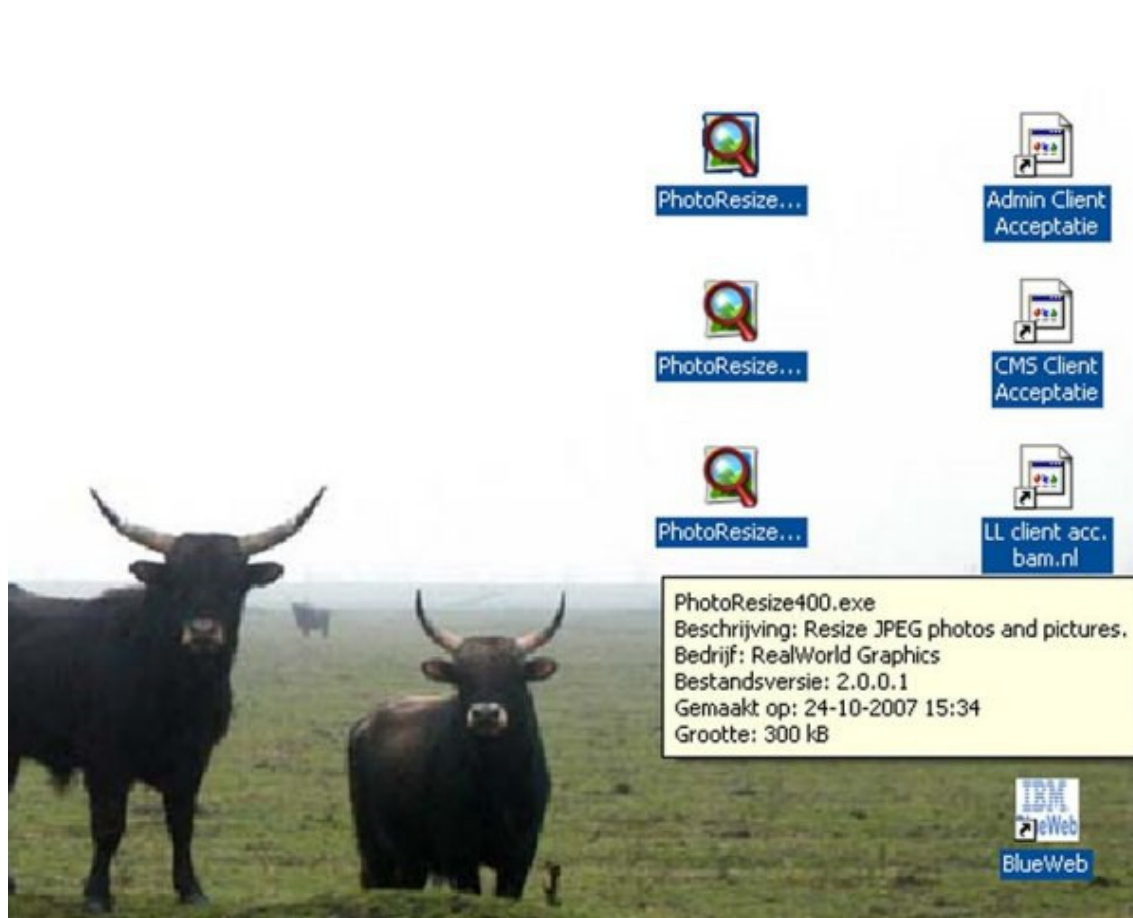 PhotoResize...
Admin Client
Acceptatie
PhotoResize...
CMS Client
Acceptatie
PhotoResize...
LL client acc.
bam.nl
PhotoResize400.exe
Beschrijving: Resize JPEG photos and pictures.
Bedrijf: RealWorld Graphics
Bestandsversie: 2.0.0.1
Gemaakt op: 24-10-2007 15:34
Grootte: 300 kB
IBM
eWeb
BlueWeb